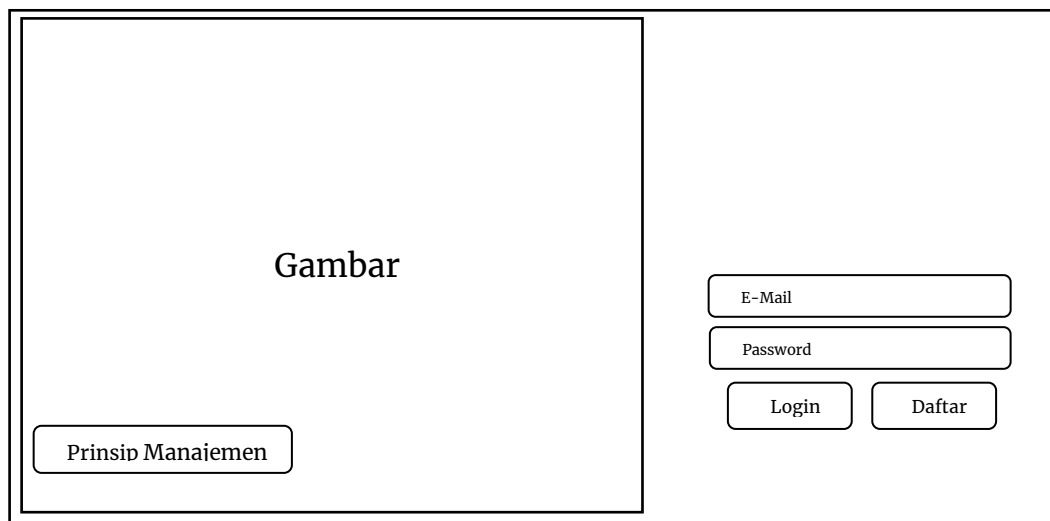 Gambar
E-Mail
Password
Login
Daftar
Prinsip Manajemen